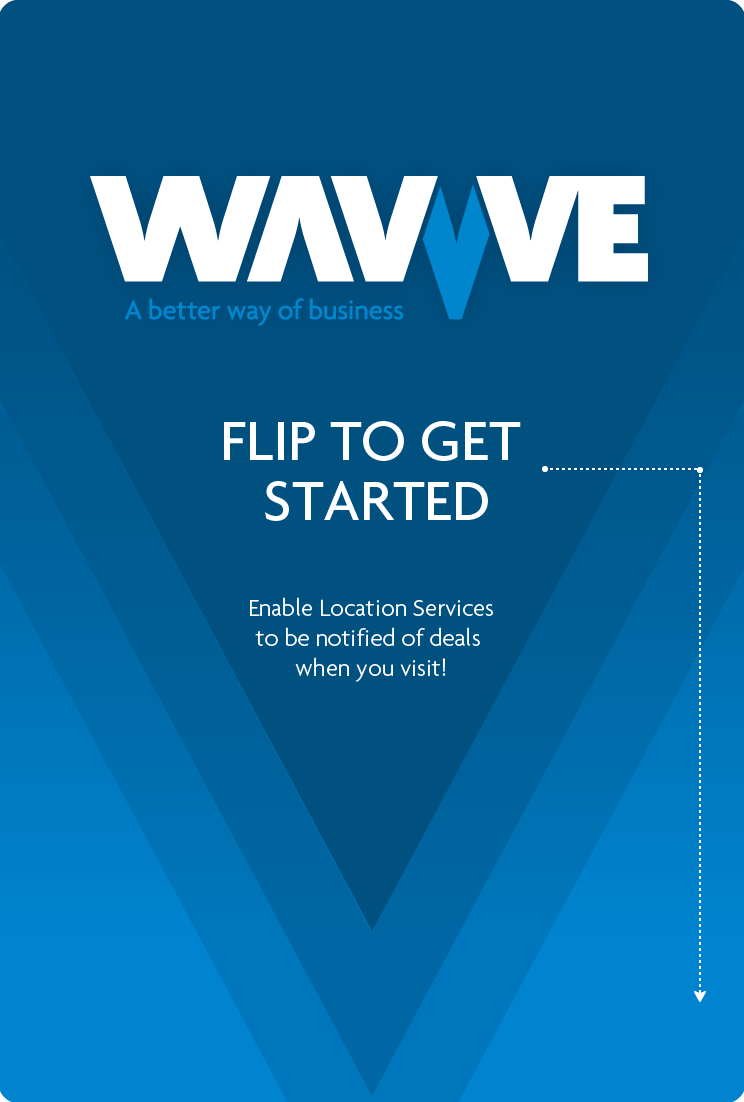 WAVVE
A better way of business
FLIP TO GET
STARTED
Enable Location Services
to be notified of deals
when you visit!